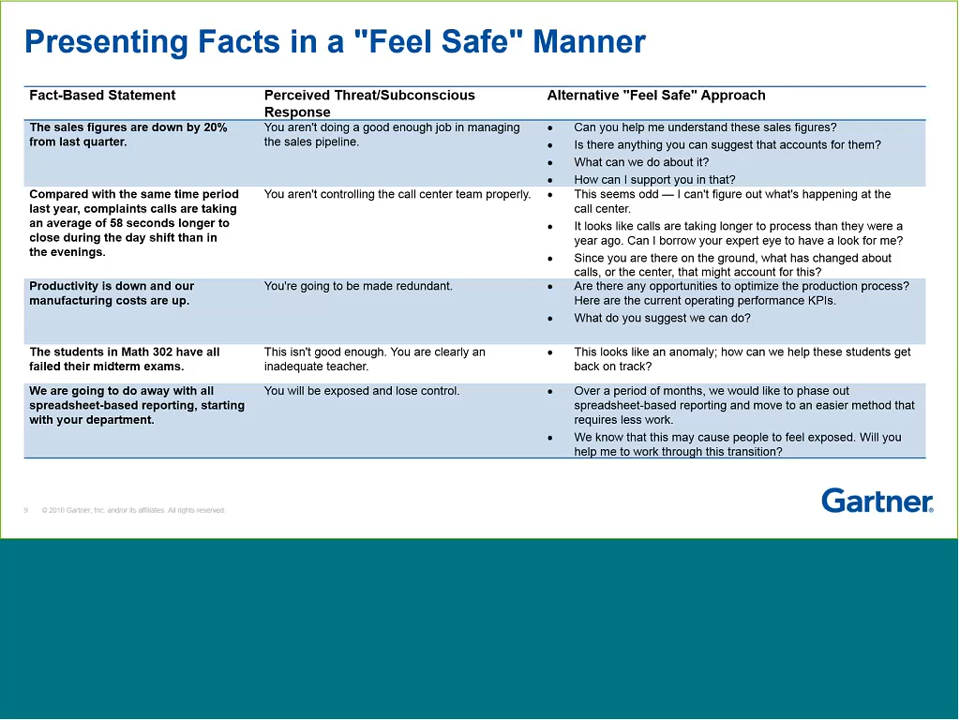 Presenting Facts in a "Feel Safe" Manner
Fact-Based Statement
Perceived Threat/Subconscious
Response
Alternative "Feel Safe" Approach
The sales figures are down by 20%
from last quarter.
You aren't doing a good enough job in managing
the sales pipeline.
• Can you help me understand these sales figures?
• Is there anything you can suggest that accounts for them?
• What can we do about it?
• How can I support you in that?
Compared with the same time period
last year, complaints calls are taking
an average of 58 seconds longer to
close during the day shift than in
the evenings.
You aren't controlling the call center team properly.
• This seems odd — I can't figure out what's happening at the
call center.
• It looks like calls are taking longer to process than they were a
year ago. Can I borrow your expert eye to have a look for me?
• Since you are there on the ground, what has changed about
calls, or the center, that might account for this?
Productivity is down and our
manufacturing costs are up.
You're going to be made redundant.
• Are there any opportunities to optimize the production process?
Here are the current operating performance KPIs.
• What do you suggest we can do?
The students in Math 302 have all
failed their midterm exams.
This isn't good enough. You are clearly an
inadequate teacher.
• This looks like an anomaly; how can we help these students get
back on track?
We are going to do away with all
spreadsheet-based reporting, starting
with your department.
You will be exposed and lose control.
• Over a period of months, we would like to phase out
spreadsheet-based reporting and move to an easier method that
requires less work.
• We know that this may cause people to feel exposed. Will you
help me to work through this transition?
9 © 2016 Gartner, Inc. and/or its affiliates. All rights reserved.
Gartner®